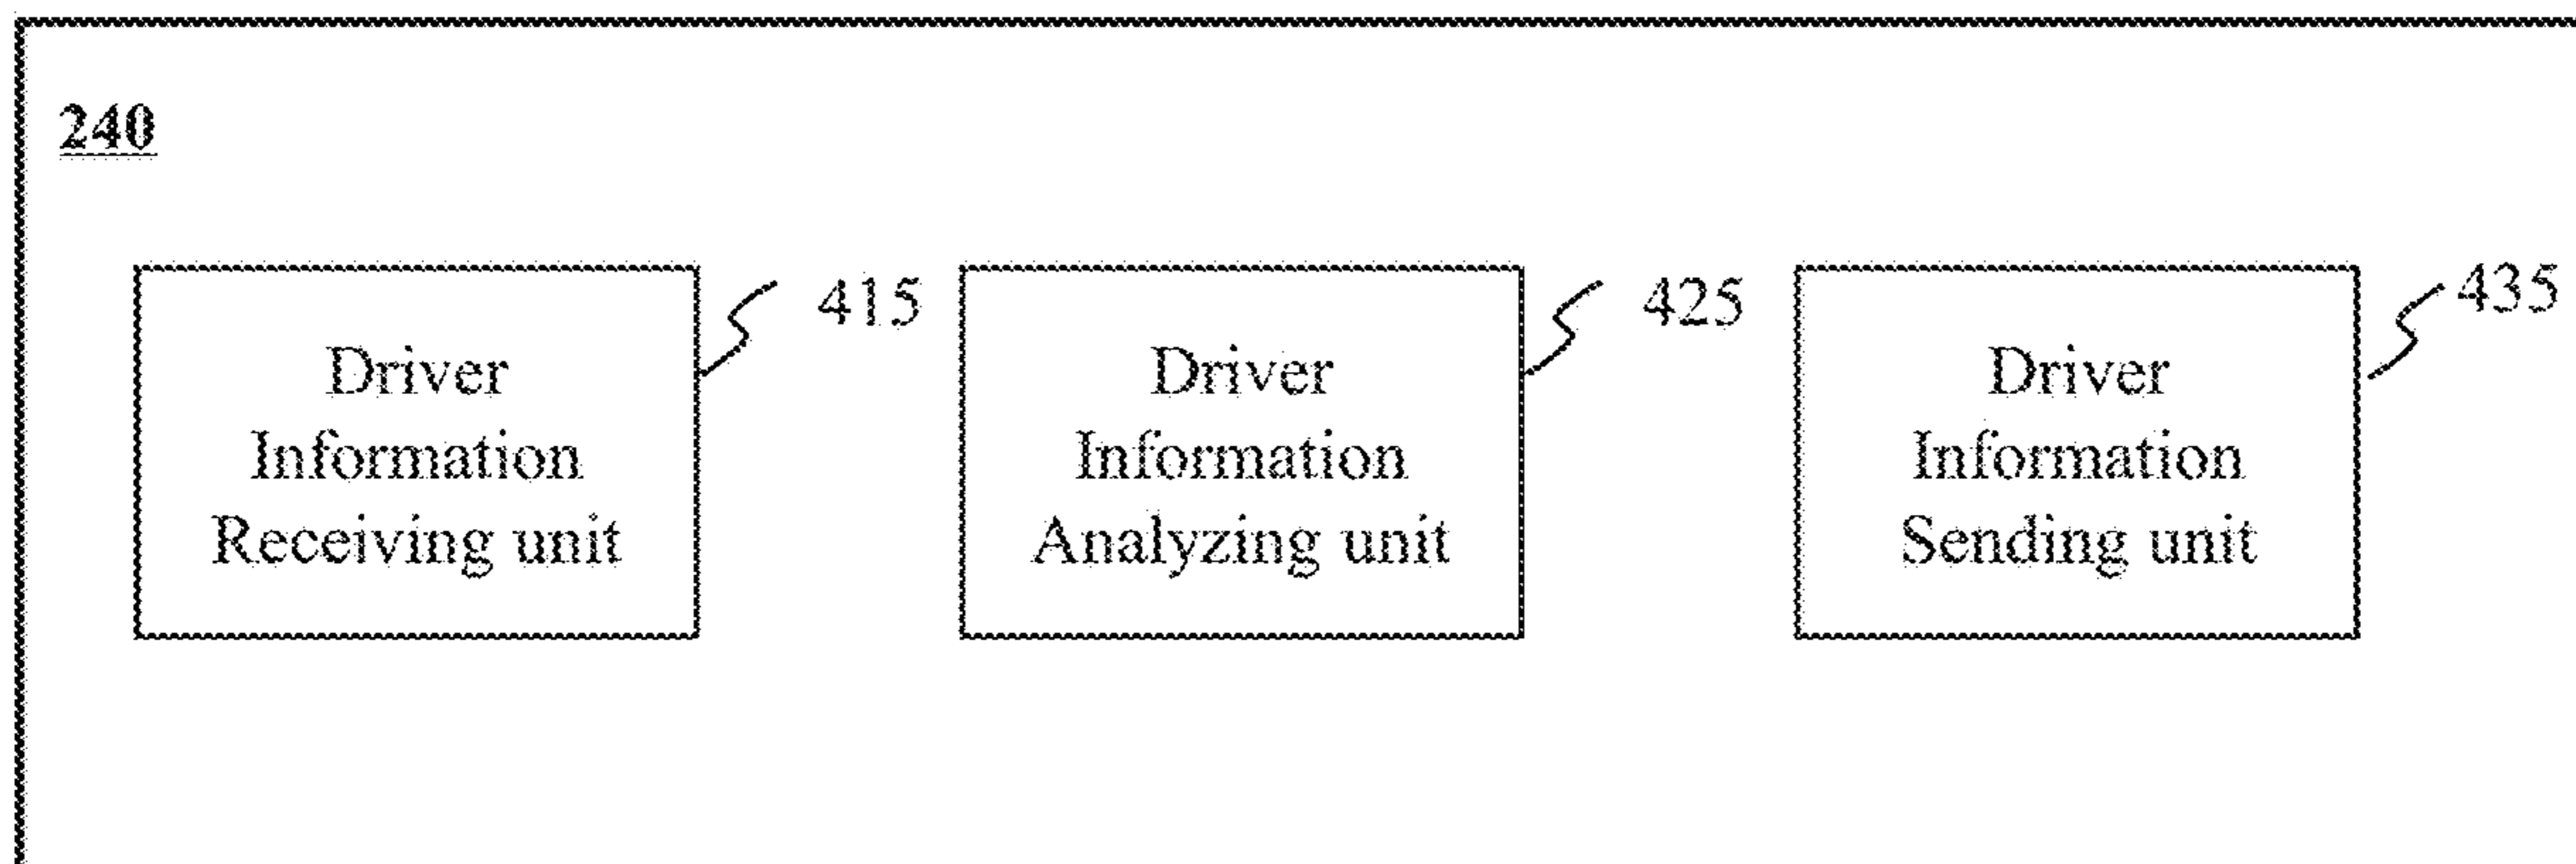 240
415
Driver
Information
Receiving unit
425
Driver
Information
Analyzing unit
435
Driver
Information
Sending unit